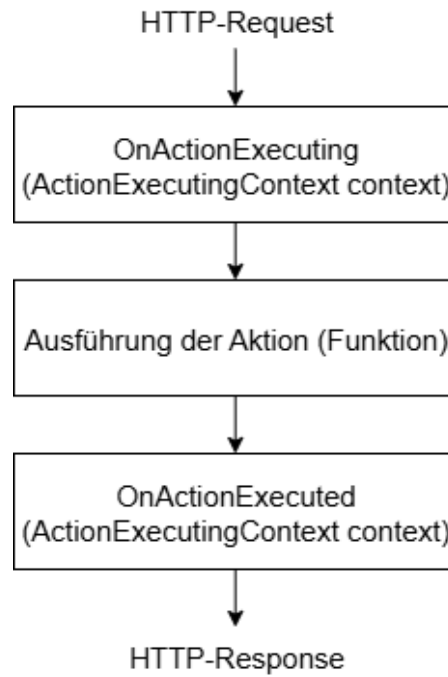 HTTP-Request
OnActionExecuting
(ActionExecutingContext context)
Ausführung der Aktion (Funktion)
OnActionExecuted
(ActionExecutingContext context)
HTTP-Response